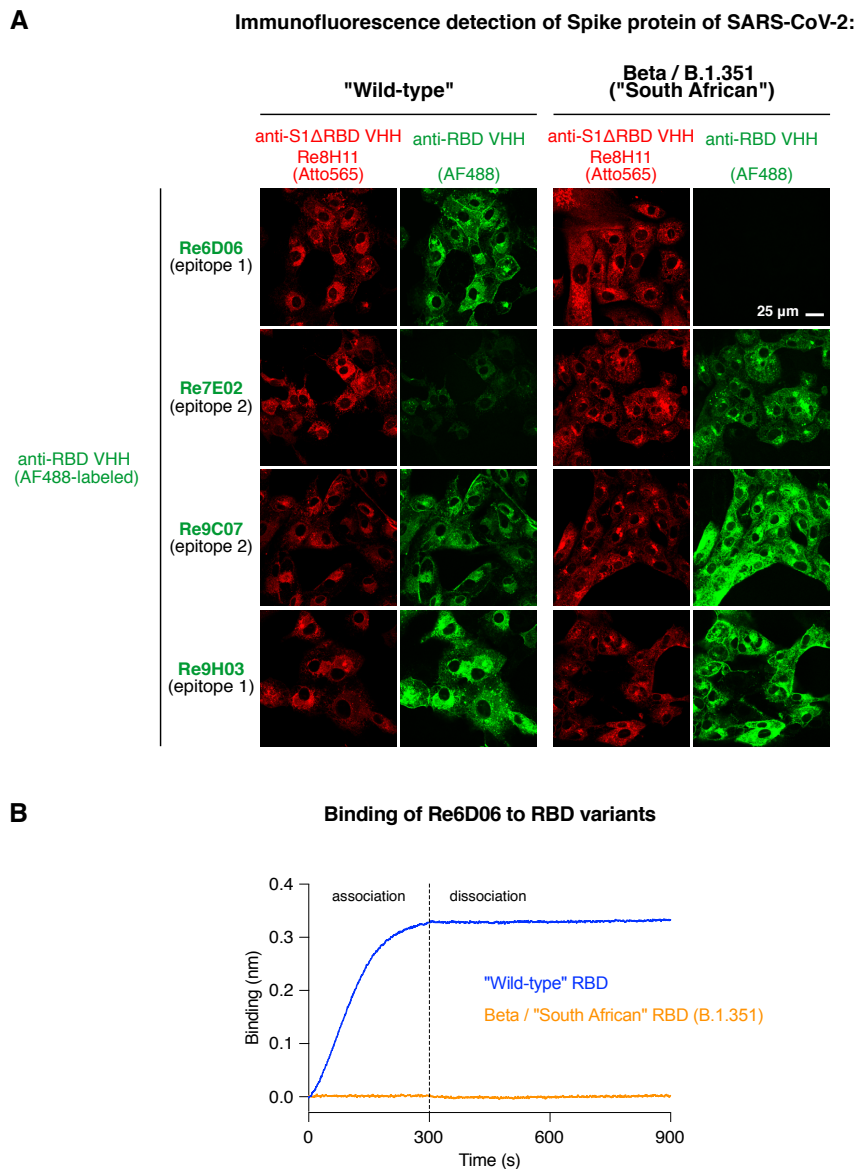 A
Immunofluorescence detection of Spike protein of SARS-CoV-2:
"Wild-type"
Beta / B.1.351
("South African")
anti-S1ΔRBD VHH
Re8H11
(Atto565)
anti-RBD VHH
(AF488)
anti-S1ΔRBD VHH
Re8H11
(Atto565)
anti-RBD VHH
(AF488)
anti-RBD VHH
(AF488-labeled)
Re6D06
(epitope 1)
25 µm
Re7E02
(epitope 2)
Re9C07
(epitope 2)
Re9H03
(epitope 1)
B
Binding of Re6D06 to RBD variants
Binding (nm)
0.4
0.3
0.2
0.1
0.0
association
dissociation
"Wild-type" RBD
Beta / "South African" RBD (B.1.351)
0
300
600
900
Time (s)